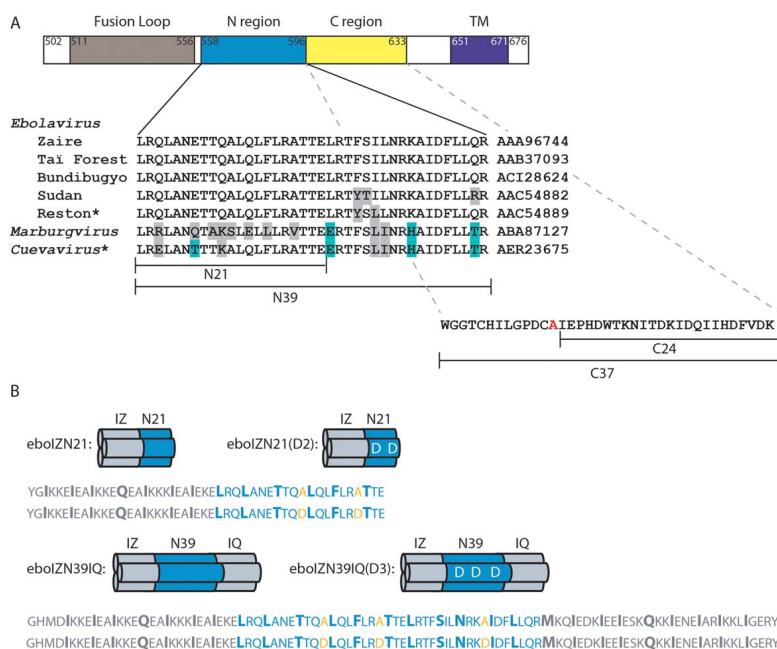 A
Fusion Loop N region C region TM
502 511 556 558 596 633 651 671 676
Ebolavirus
Zaire LRQLANETTQALQLFLRATTELRTFSILNRKAIDFLLQR AAA96744
Taï Forest LRQLANETTQALQLFLRATTELRTFSILNRKAIDFLLQR AAB37093
Bundibugyo LRQLANETTQALQLFLRATTELRTFSILNRKAIDFLLQR ACI28624
Sudan LRQLANETTQALQLFLRATTELRTYTILNRKAIDFLLRR AAC54882
Reston* LRQLANETTQALQLFLRATTELRTYSLLNRKAIDFLLQR AAC54889
Marburgvirus LRRLANQTAKSLELLLRVTTEERTFSLINRHAIDFLLTR ABA87127
Cuevavirus* LRELANTTTKALQLFLRATTEERTFSLINRHAIDFLLTR AER23675
N21
N39
WGGTCHILGPDCAIEPHDWTKNITDKIDQIIHDFVDK
C24
C37
B
IZ N21 IZ N21
eboIZN21: eboIZN21(D2): D D
YGIKKEIEAIKKEQEAIKKKIEAIEKELRQLANETTQALQLFLRATTE
YGIKKEIEAIKKEQEAIKKKIEAIEKELRQLANETTQDLQLFLRDTTE
IZ N39 IQ IZ N39 IQ
eboIZN39IQ: eboIZN39IQ(D3): D D D
GHMDIKKEIEAIKKEQEAIKKKIEAIEKELRQLANETTQALQLFLRATTELRTFSILNRKAIDFLLQRMKQIEDKIEEIESKQKKIENEIARIKKLIGERY
GHMDIKKEIEAIKKEQEAIKKKIEAIEKELRQLANETTQDLQLFLRDTTELRTFSILNRKDIDFLLQRMKQIEDKIEEIESKQKKIENEIARIKKLIGERY